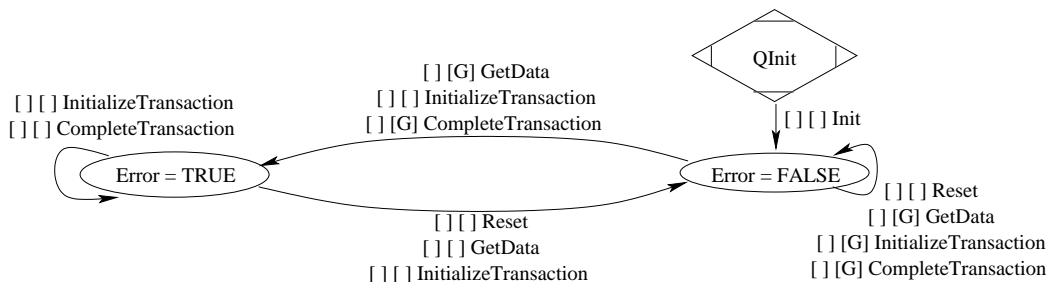 QInit
[ ] [ ] Init
[ ] [G] GetData
[ ] [ ] InitializeTransaction
[ ] [G] CompleteTransaction
[ ] [ ] InitializeTransaction
[ ] [ ] CompleteTransaction
Error = TRUE
Error = FALSE
[ ] [ ] Reset
[ ] [ ] GetData
[ ] [ ] InitializeTransaction
[ ] [ ] Reset
[ ] [G] GetData
[ ] [G] InitializeTransaction
[ ] [G] CompleteTransaction